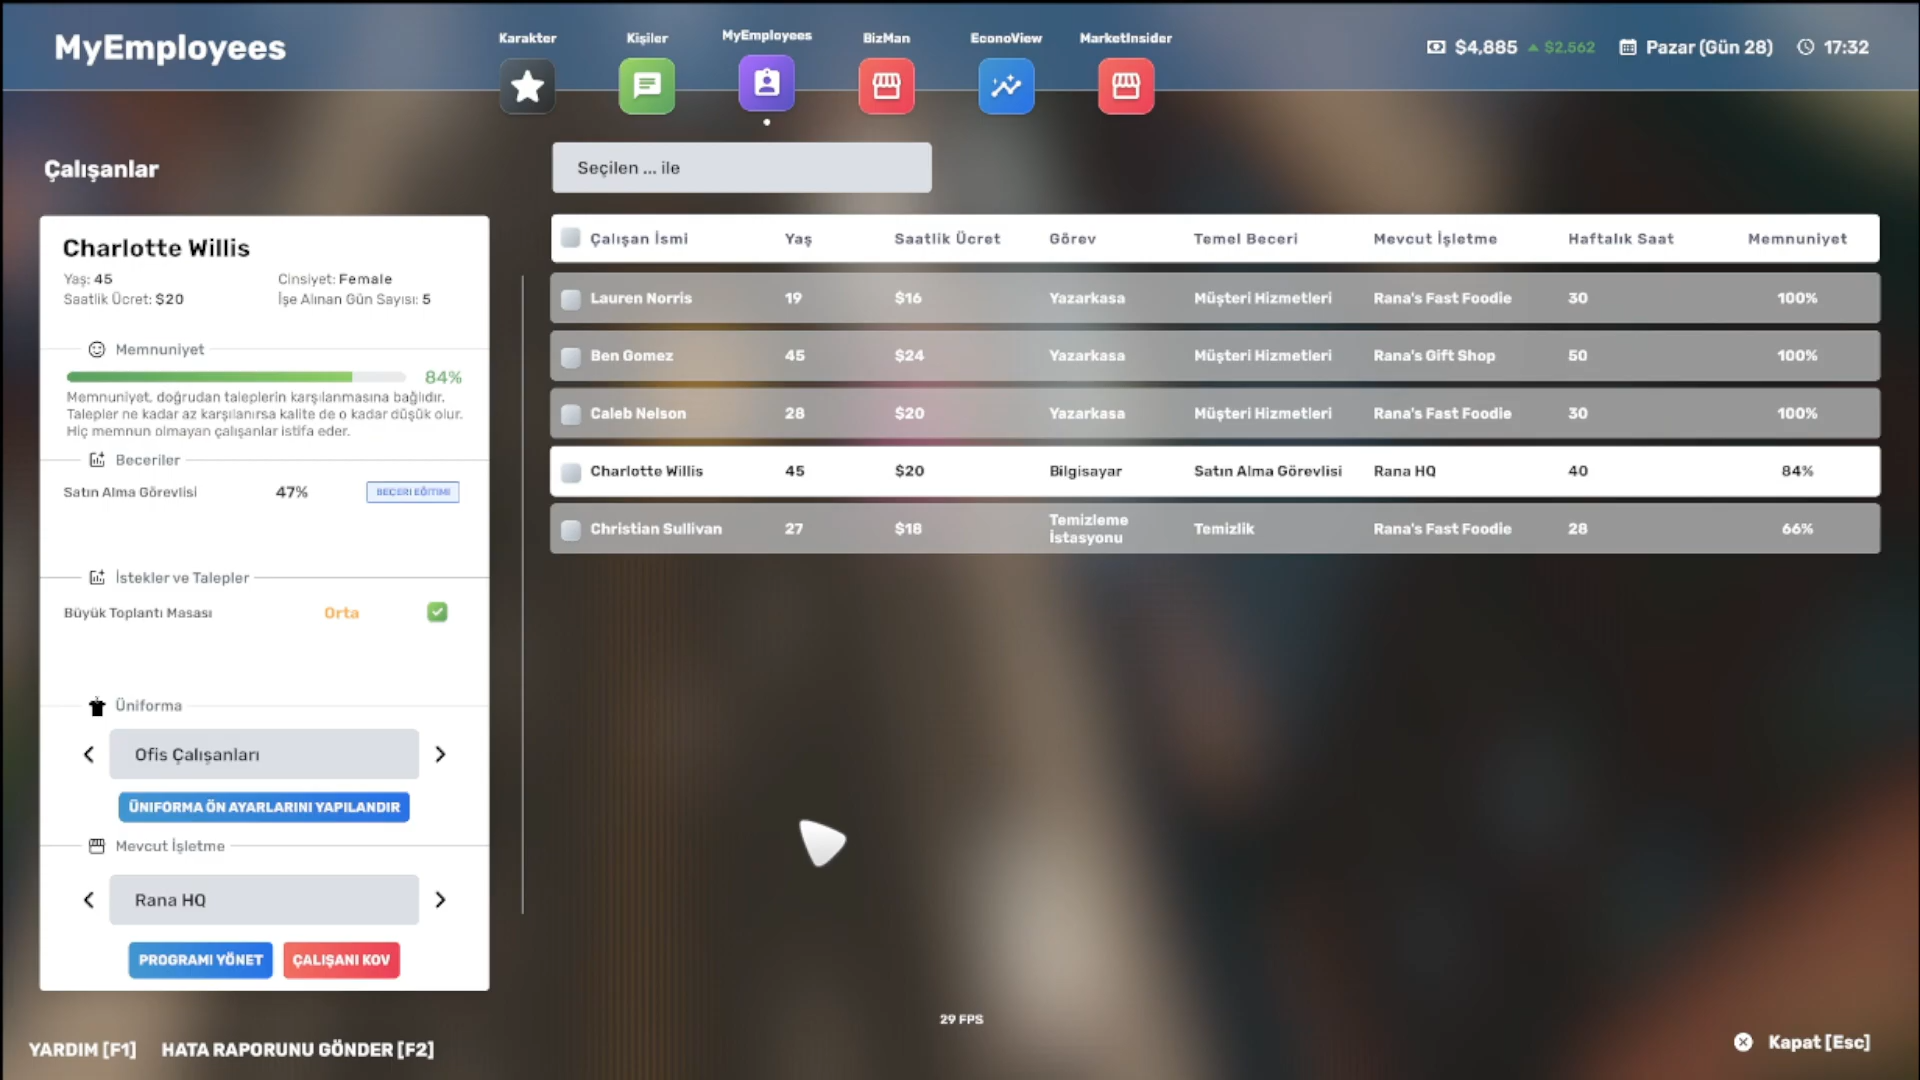 MyEmployees
Karakter
Kişiler
MyEmployees
BizMan
EconoView
MarketInsider
$4,885 $2,562 Pazar (Gün 28) 17:32
Çalışanlar
Seçilen ... ile
Charlotte Willis
Yaş: 45 Cinsiyet: Female
Saatlik Ücret: $20 İşe Alınan Gün Sayısı: 5
Memnuniyet
84%
Memnuniyet, doğrudan taleplerin karşılanmasına bağlıdır.
Talepler ne kadar az karşılanırsa kalite de o kadar düşük olur.
Hiç memnun olmayan çalışanlar istifa eder.
Beceriler
Satın Alma Görevlisi 47% BECERI EĞITIMI
İstekler ve Talepler
Büyük Toplantı Masası Orta
Üniforma
Ofis Çalışanları
ÜNIFORMA ÖN AYARLARINI YAPILANDIR
Mevcut İşletme
Rana HQ
PROGRAMI YÖNET ÇALIŞANI KOV
Çalışan İsmi Yaş Saatlik Ücret Görev Temel Beceri Mevcut İşletme Haftalık Saat Memnuniyet
Lauren Norris 19 $16 Yazarkasa Müşteri Hizmetleri Rana's Fast Foodie 30 100%
Ben Gomez 45 $24 Yazarkasa Müşteri Hizmetleri Rana's Gift Shop 50 100%
Caleb Nelson 28 $20 Yazarkasa Müşteri Hizmetleri Rana's Fast Foodie 30 100%
Charlotte Willis 45 $20 Bilgisayar Satın Alma Görevlisi Rana HQ 40 84%
Christian Sullivan 27 $18 Temizleme İstasyonu Temizlik Rana's Fast Foodie 28 66%
29 FPS
YARDIM [F1] HATA RAPORUNU GÖNDER [F2]
Kapat [Esc]